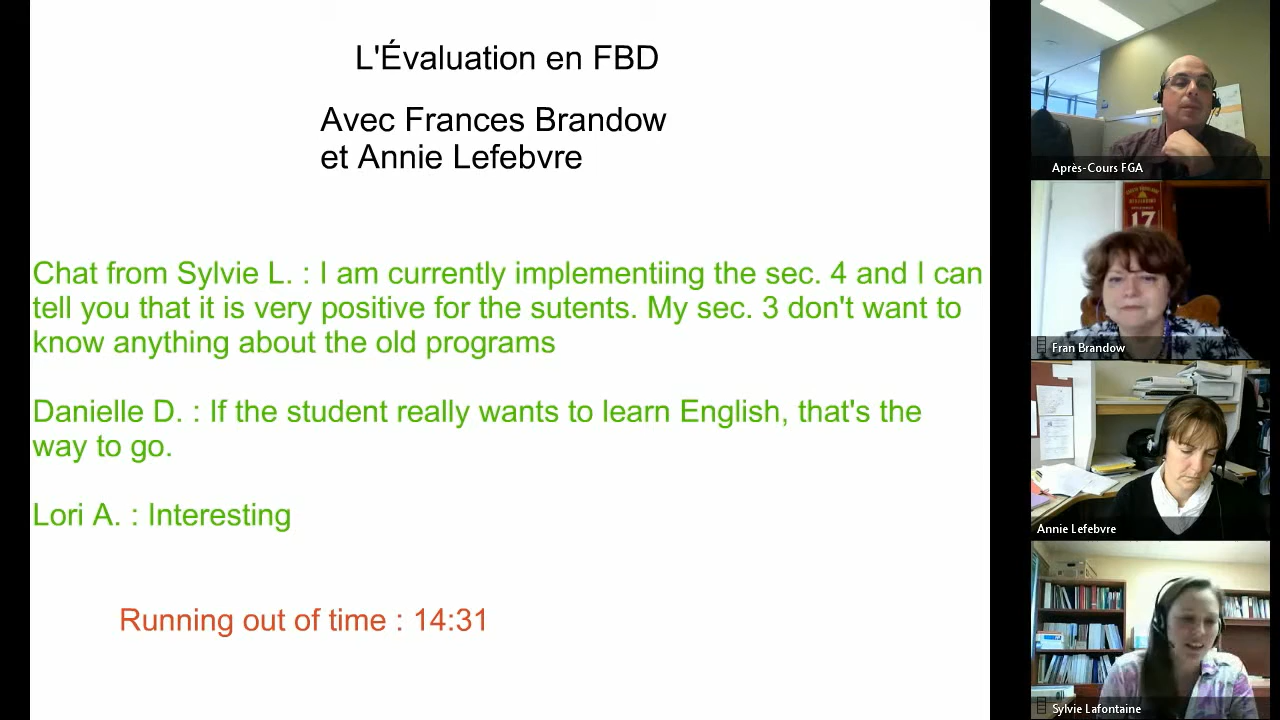 L'Évaluation en FBD
Avec Frances Brandow
et Annie Lefebvre
Chat from Sylvie L. : I am currently implementiing the sec. 4 and I can
tell you that it is very positive for the sutents. My sec. 3 don't want to
know anything about the old programs
Danielle D. : If the student really wants to learn English, that's the
way to go.
Lori A. : Interesting
Running out of time : 14:31
Après-Cours FGA
17
Fran Brandow
Annie Lefebvre
Sylvie Lafontaine